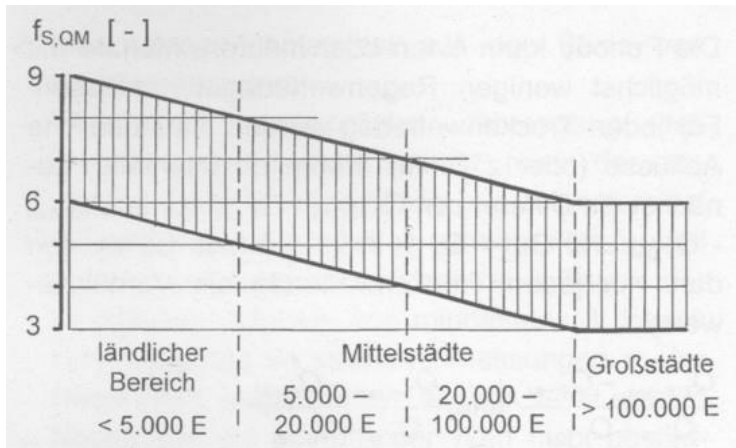 f_S,QM [ - ]
9
6
3
ländlicher
Bereich
< 5.000 E
Mittelstädte
5.000 –
20.000 E
20.000 –
100.000 E
Großstädte
> 100.000 E